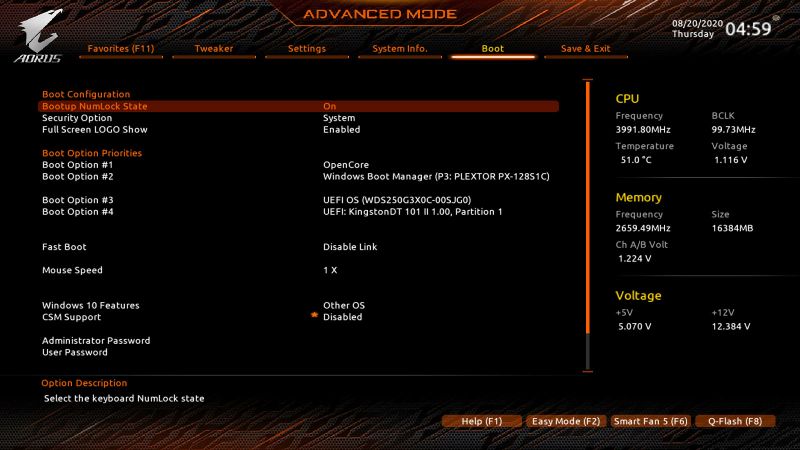 ADVANCED MODE
08/20/2020 Thursday 04:59
AORUS
Favorites (F11) Tweaker Settings System Info. Boot Save & Exit
Boot Configuration
Bootup NumLock State On
Security Option System
Full Screen LOGO Show Enabled
Boot Option Priorities
Boot Option #1 OpenCore
Boot Option #2 Windows Boot Manager (P3: PLEXTOR PX-128S1C)
Boot Option #3 UEFI OS (WDS250G3X0C-00SJG0)
Boot Option #4 UEFI: KingstonDT 101 II 1.00, Partition 1
Fast Boot Disable Link
Mouse Speed 1 X
Windows 10 Features Other OS
CSM Support * Disabled
Administrator Password
User Password
CPU
Frequency BCLK
3991.80MHz 99.73MHz
Temperature Voltage
51.0 °C 1.116 V
Memory
Frequency Size
2659.49MHz 16384MB
Ch A/B Volt
1.224 V
Voltage
+5V +12V
5.070 V 12.384 V
Option Description
Select the keyboard NumLock state
Help (F1) Easy Mode (F2) Smart Fan 5 (F6) Q-Flash (F8)